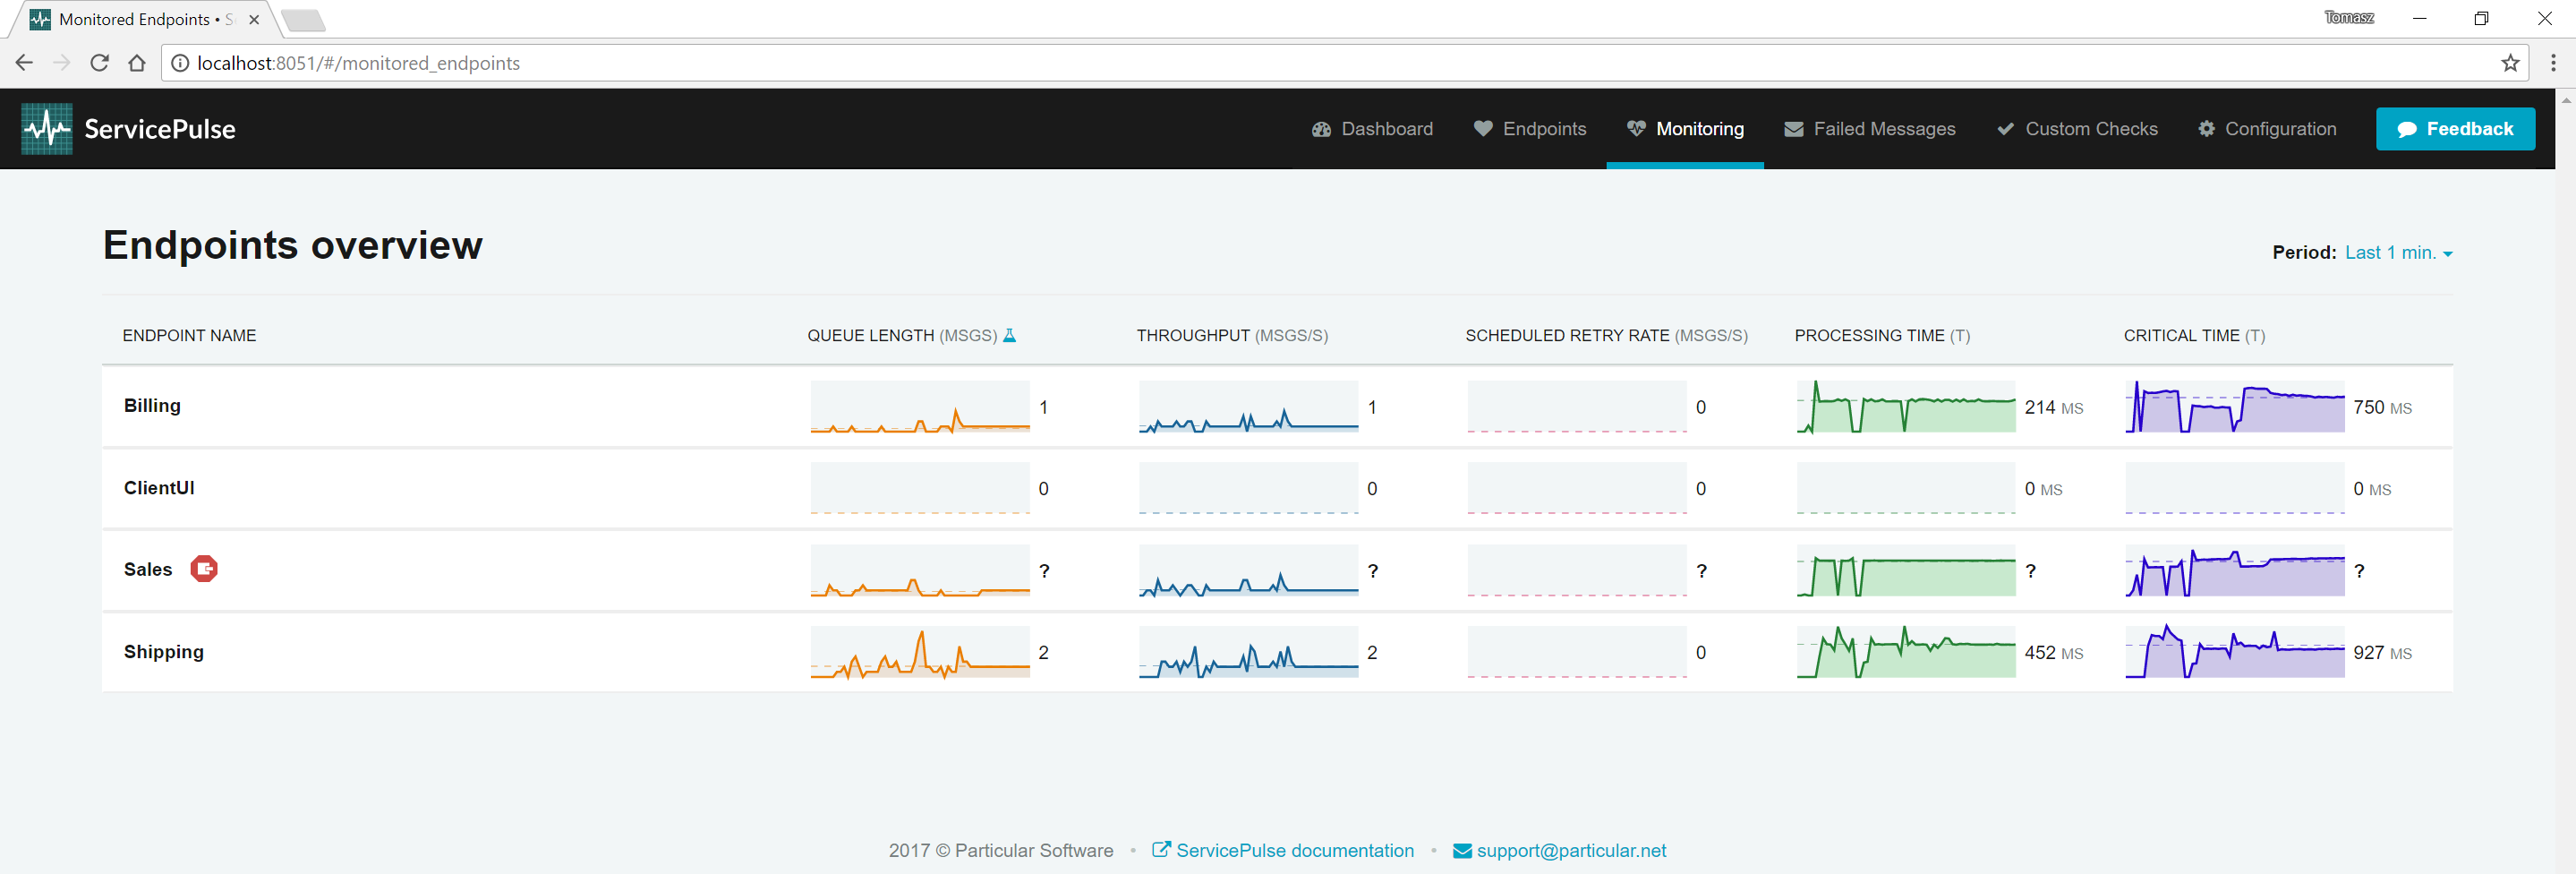 Monitored Endpoints • S
Tomasz
localhost:8051/#/monitored_endpoints
ServicePulse
Dashboard
Endpoints
Monitoring
Failed Messages
Custom Checks
Configuration
Feedback
Endpoints overview
Period: Last 1 min.
ENDPOINT NAME QUEUE LENGTH (MSGS) THROUGHPUT (MSGS/S) SCHEDULED RETRY RATE (MSGS/S) PROCESSING TIME (T) CRITICAL TIME (T)
Billing 1 1 0 214 MS 750 MS
ClientUI 0 0 0 0 MS 0 MS
Sales ? ? ? ? ?
Shipping 2 2 0 452 MS 927 MS
2017 © Particular Software • ServicePulse documentation • support@particular.net